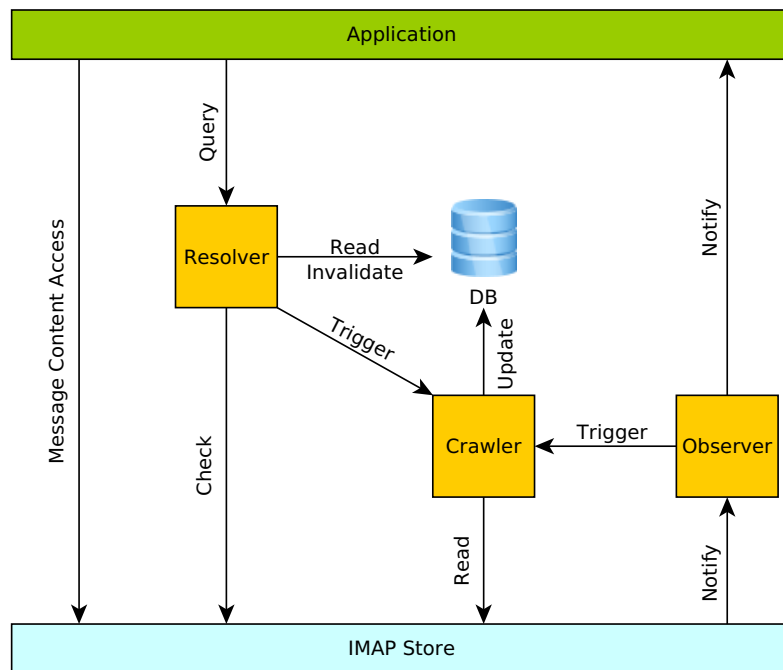 Application
Query
Notify
Message Content Access
Resolver
Read
Invalidate
DB
Trigger
Update
Check
Crawler
Trigger
Observer
Read
Notify
IMAP Store